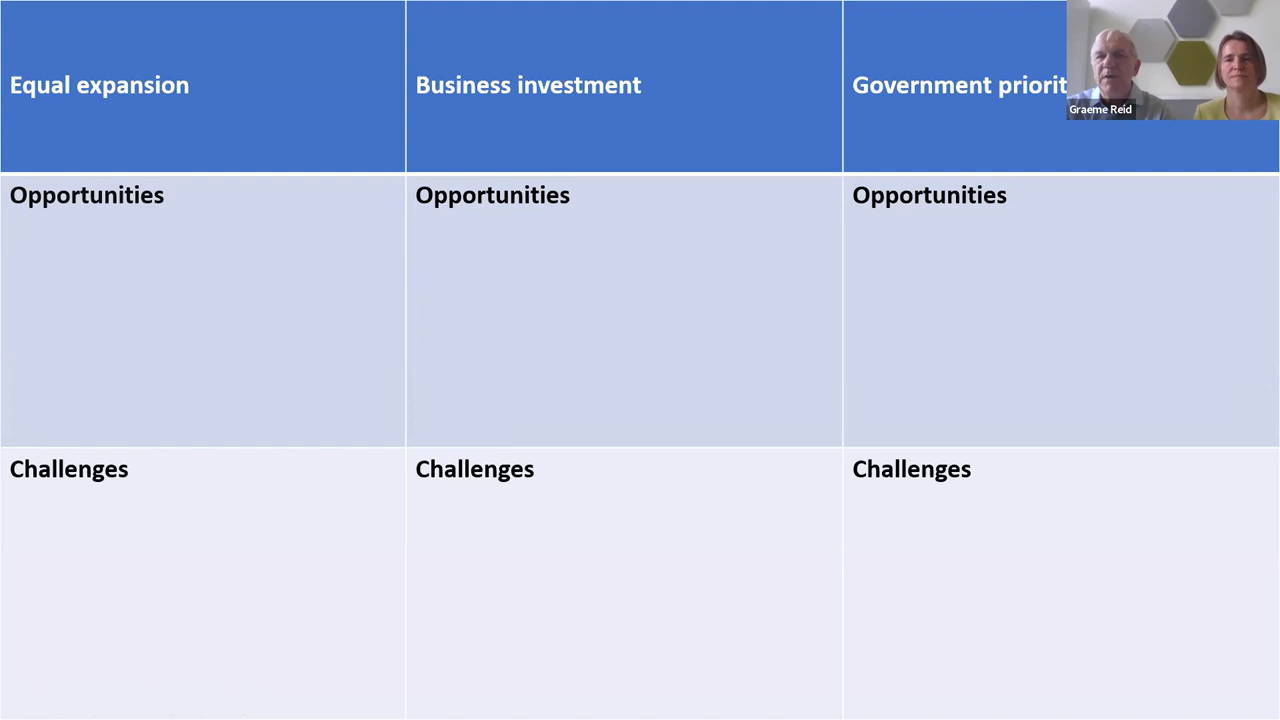 Equal expansion
Business investment
Government priorit
Graeme Reid
Opportunities
Opportunities
Opportunities
Challenges
Challenges
Challenges